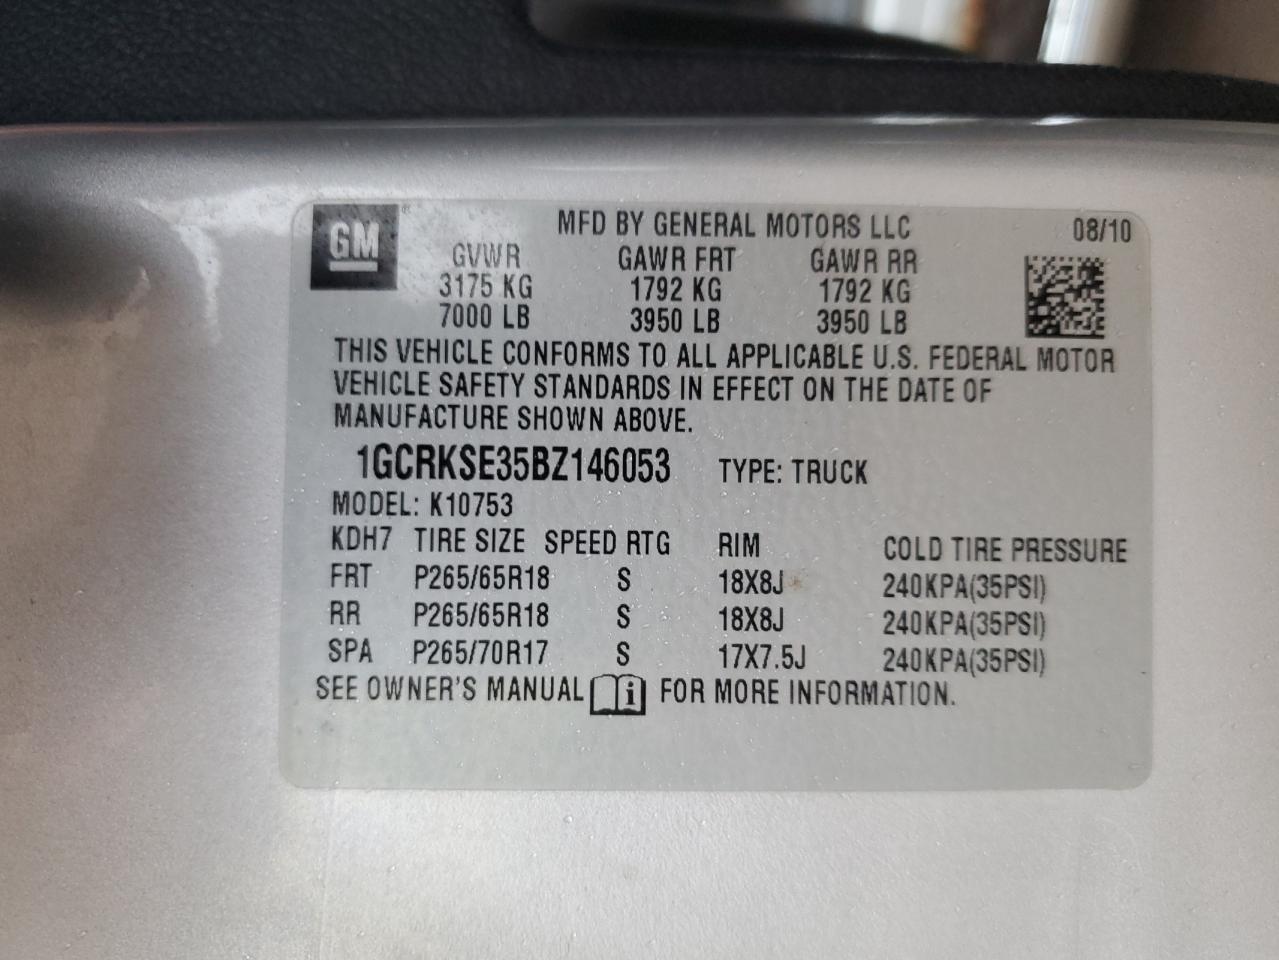 GM MFD BY GENERAL MOTORS LLC 08/10
GVWR GAWR FRT GAWR RR
3175 KG 1792 KG 1792 KG
7000 LB 3950 LB 3950 LB
THIS VEHICLE CONFORMS TO ALL APPLICABLE U.S. FEDERAL MOTOR
VEHICLE SAFETY STANDARDS IN EFFECT ON THE DATE OF
MANUFACTURE SHOWN ABOVE.
1GCRKSE35BZ146053 TYPE: TRUCK
MODEL: K10753
KDH7 TIRE SIZE SPEED RTG RIM COLD TIRE PRESSURE
FRT P265/65R18 S 18X8J 240KPA(35PSI)
RR P265/65R18 S 18X8J 240KPA(35PSI)
SPA P265/70R17 S 17X7.5J 240KPA(35PSI)
SEE OWNER'S MANUAL i FOR MORE INFORMATION.